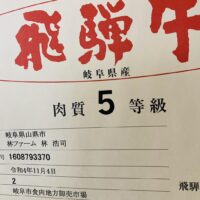 飛騨牛
岐阜県産
肉質 5 等級
岐阜県山県市
林ファーム 林 浩司
号 1608793370
令和4年11月4日
2
岐阜市食肉地方卸売市場
飛騨